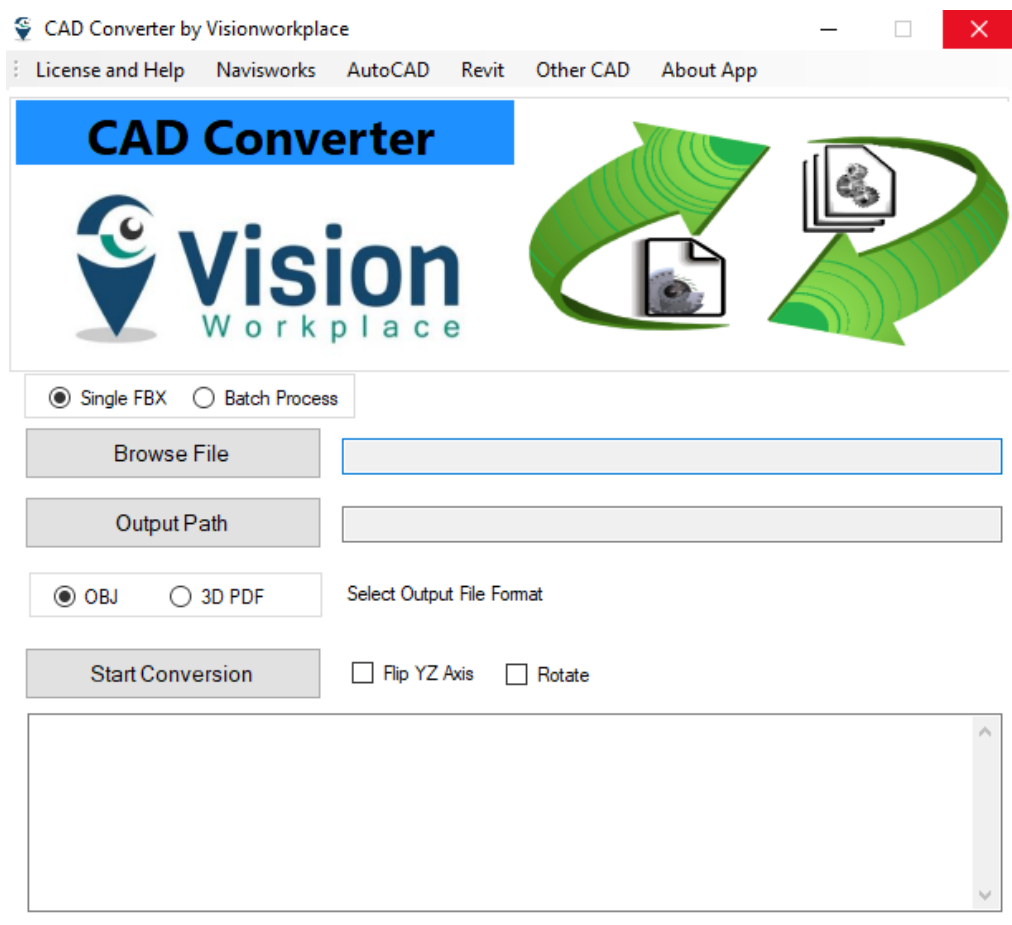 CAD Converter by Visionworkplace
License and Help Navisworks AutoCAD Revit Other CAD About App
CAD Converter
Vision
Workplace
Single FBX Batch Process
Browse File
Output Path
OBJ 3D PDF Select Output File Format
Start Conversion Flip YZ Axis Rotate